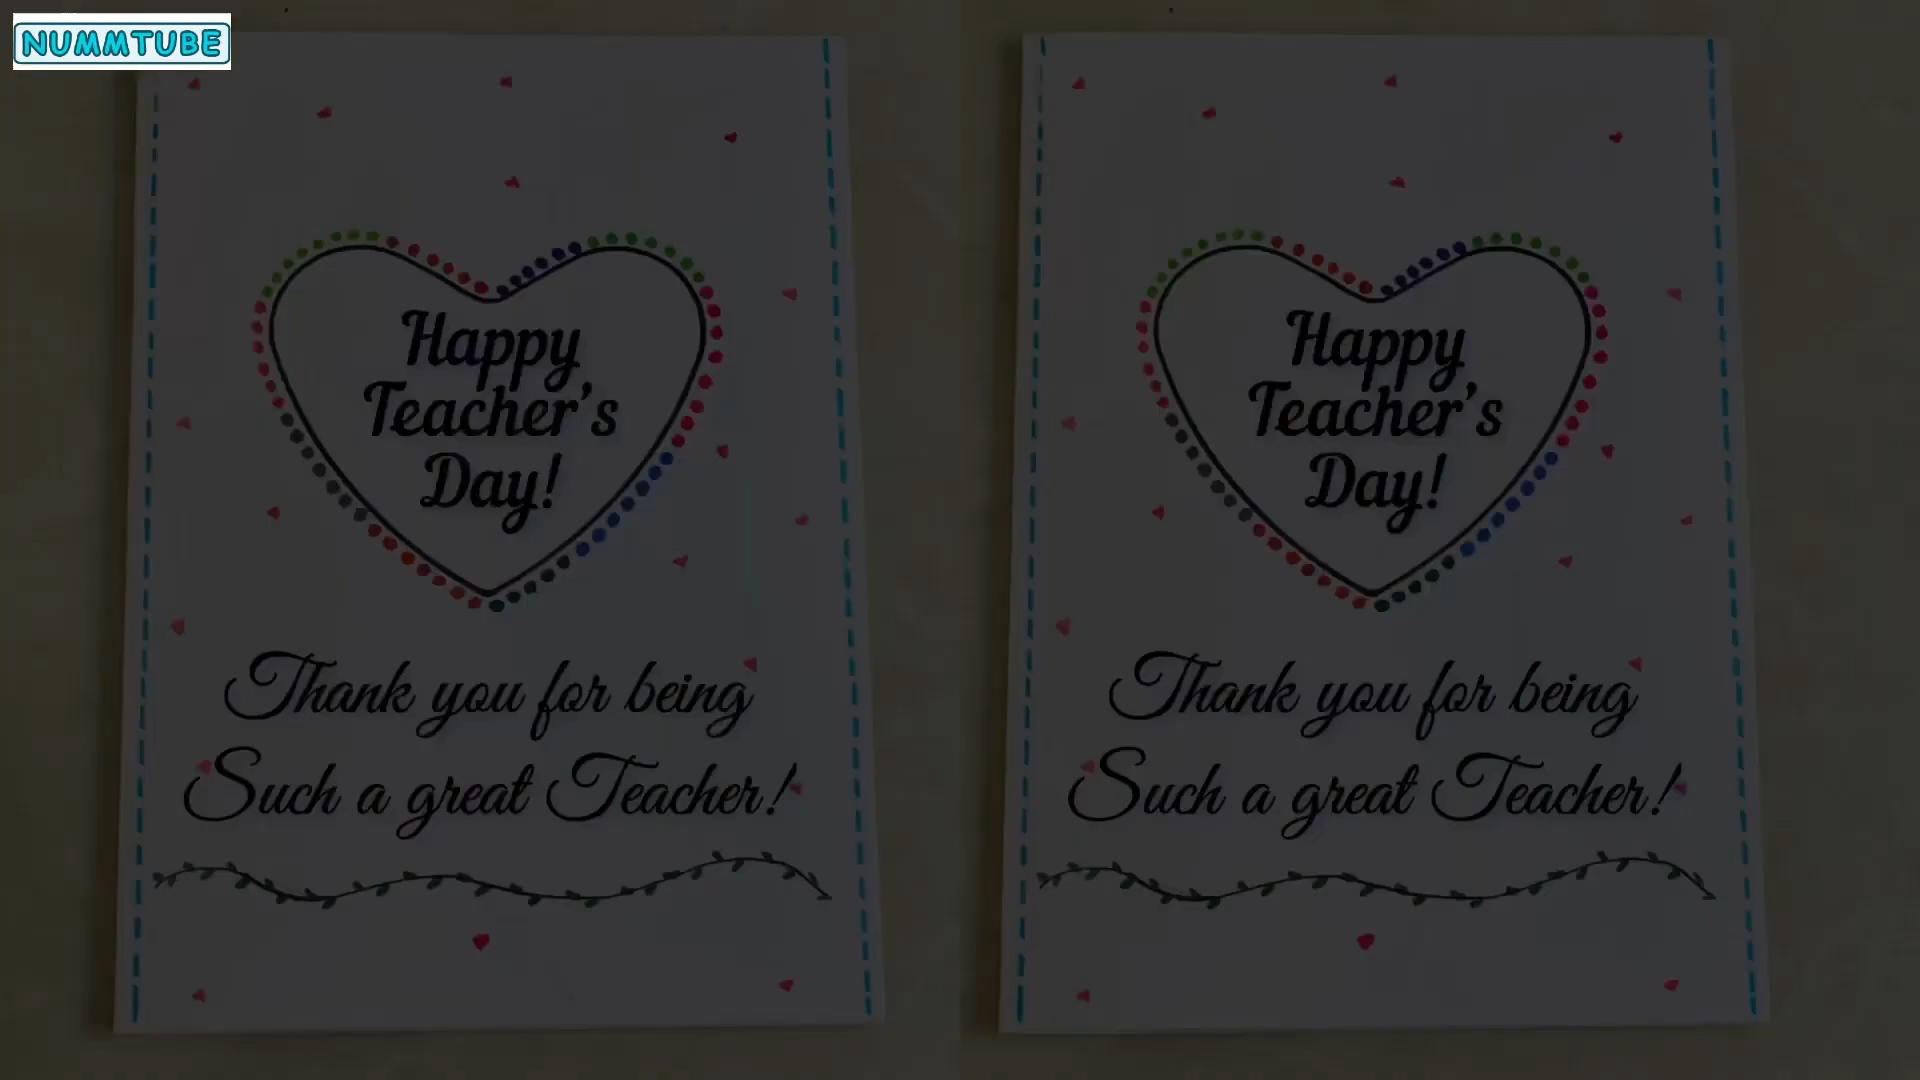 NUMMTUBE
Happy
Teacher's
Day!
Thank you for being
Such a great Teacher!
Happy
Teacher's
Day!
Thank you for being
Such a great Teacher!